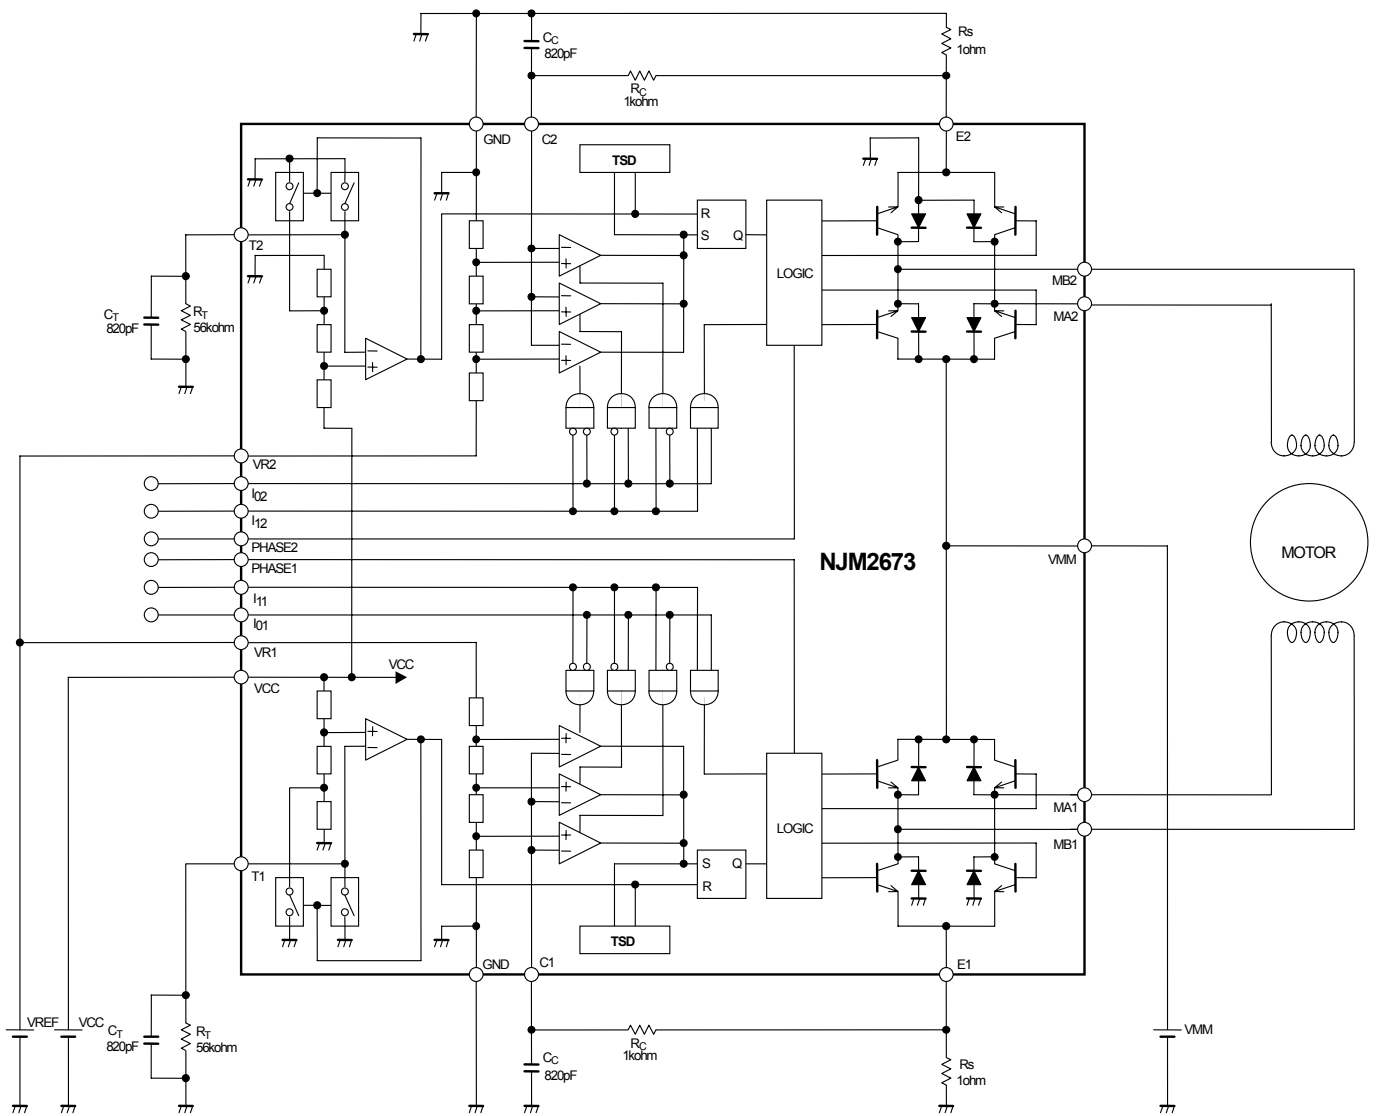 Rs
1ohm
CC
820pF
RC
1kohm
GND
C2
E2
TSD
R
S
Q
T2
LOGIC
MB2
MA2
CT
820pF
RT
56kohm
−
+
−
+
−
+
−
+
VR2
I02
I12
PHASE2
PHASE1
I11
I01
VR1
VCC
VCC
NJM2673
VMM
MOTOR
+
−
+
−
+
−
+
−
LOGIC
MA1
MB1
T1
S
R
Q
TSD
GND
C1
E1
VREF
VCC
CT
820pF
RT
56kohm
RC
1kohm
CC
820pF
Rs
1ohm
VMM